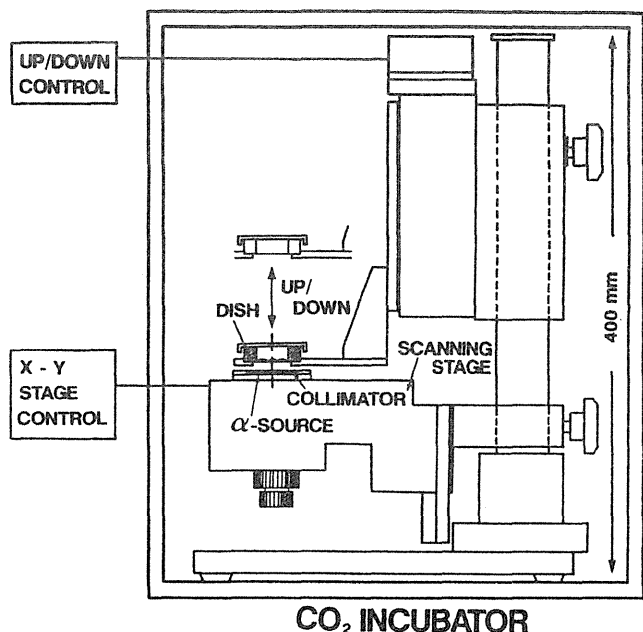 UP/DOWN
CONTROL
UP/
DOWN
DISH
400 mm
X - Y
STAGE
CONTROL
SCANNING
STAGE
COLLIMATOR
α-SOURCE
CO₂ INCUBATOR